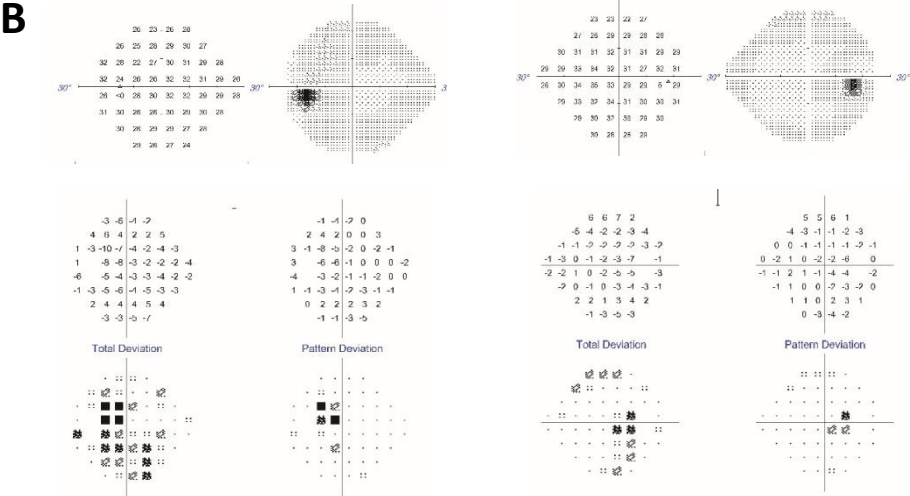 B
26 23 26 28
26 25 28 29 30 27
32 28 22 27 30 31 29 28
32 24 26 26 32 32 31 29 26
30°
26 <0 28 30 32 32 29 29 28
31 30 26 26 29 30 28
30 28 29 29 27 28
29 26 27 24
30°
3
23 23 22 27
27 26 28 29 28
30 31 31 32 31 31 29 29
29 29 33 34 32 31 27 32 31
30°
26 30 34 35 33 29 29 5 29
29 33 32 34 31 30 30 31
29 30 32 30 29 30
30 28 29 29
30°
30°
-3 -6 -1 -2
4 6 4 2 2 5
1 -3 -10 -7 -4 -2 -4 -3
1 -8 -8 -3 -2 -2 -2 -2 -4
-6 -5 -4 -3 -3 -4 -2 -2
-1 -3 -5 -6 -4 -5 -3 -3
2 4 4 4 5 4
-3 -3 -5 -7
Total Deviation
-1 -4 -2 0
2 4 2 0 0 3
3 -1 -8 -5 -2 0 -2 -1
3 -6 -6 -1 0 0 0 -2
-4 -3 -2 -1 -1 -2 0 0
1 -1 -3 -4 -2 -3 -1 -1
0 2 2 2 3 2
-1 -1 -3 -5
Pattern Deviation
6 6 7 2
-5 -4 -2 -2 -3 -4
-1 -1 -2 -2 -2 -2 -3 -2
-1 -3 0 -1 -3 -5 -7 -1
-2 -2 1 0 -2 -5 -5 -3
-2 0 -1 0 -3 -4 -3 -1
2 2 1 3 4 2
-1 -3 -5 -3
Total Deviation
5 5 6 1
-4 -3 -1 -1 -2 -3
0 0 -1 -1 -1 -1 -2 -1
0 -2 1 0 -2 -6 0
-1 -1 2 1 -1 -4 -4 -2
-1 0 0 0 -2 -3 -2 0
1 1 0 2 3 1
0 -3 -4 -2
Pattern Deviation